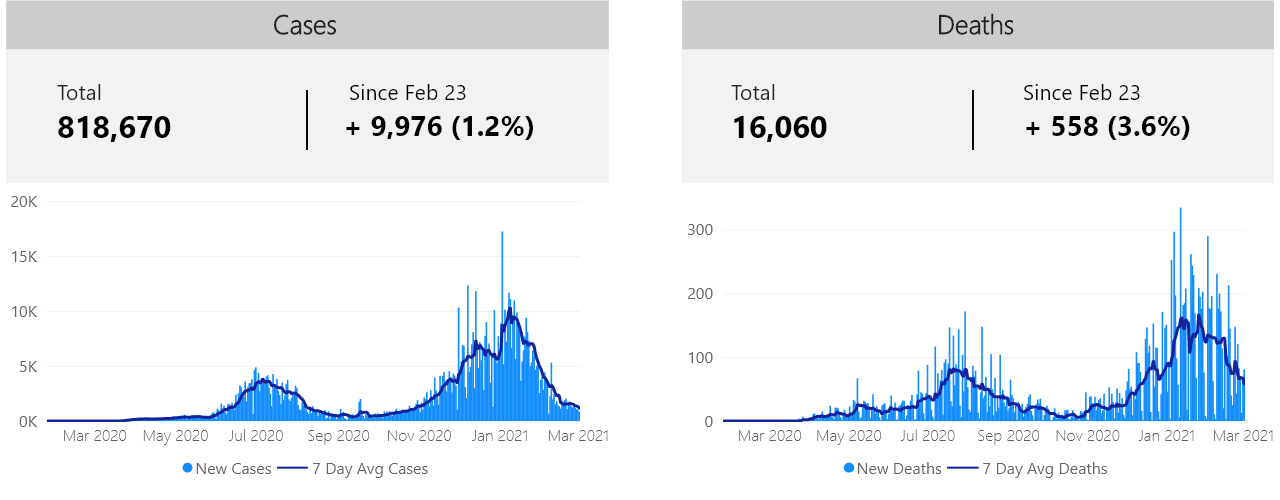 Cases
Total
818,670
Since Feb 23
+ 9,976 (1.2%)
20K
15K
10K
5K
0K
Mar 2020 May 2020 Jul 2020 Sep 2020 Nov 2020 Jan 2021 Mar 2021
New Cases 7 Day Avg Cases
Deaths
Total
16,060
Since Feb 23
+ 558 (3.6%)
300
200
100
0
Mar 2020 May 2020 Jul 2020 Sep 2020 Nov 2020 Jan 2021 Mar 2021
New Deaths 7 Day Avg Deaths